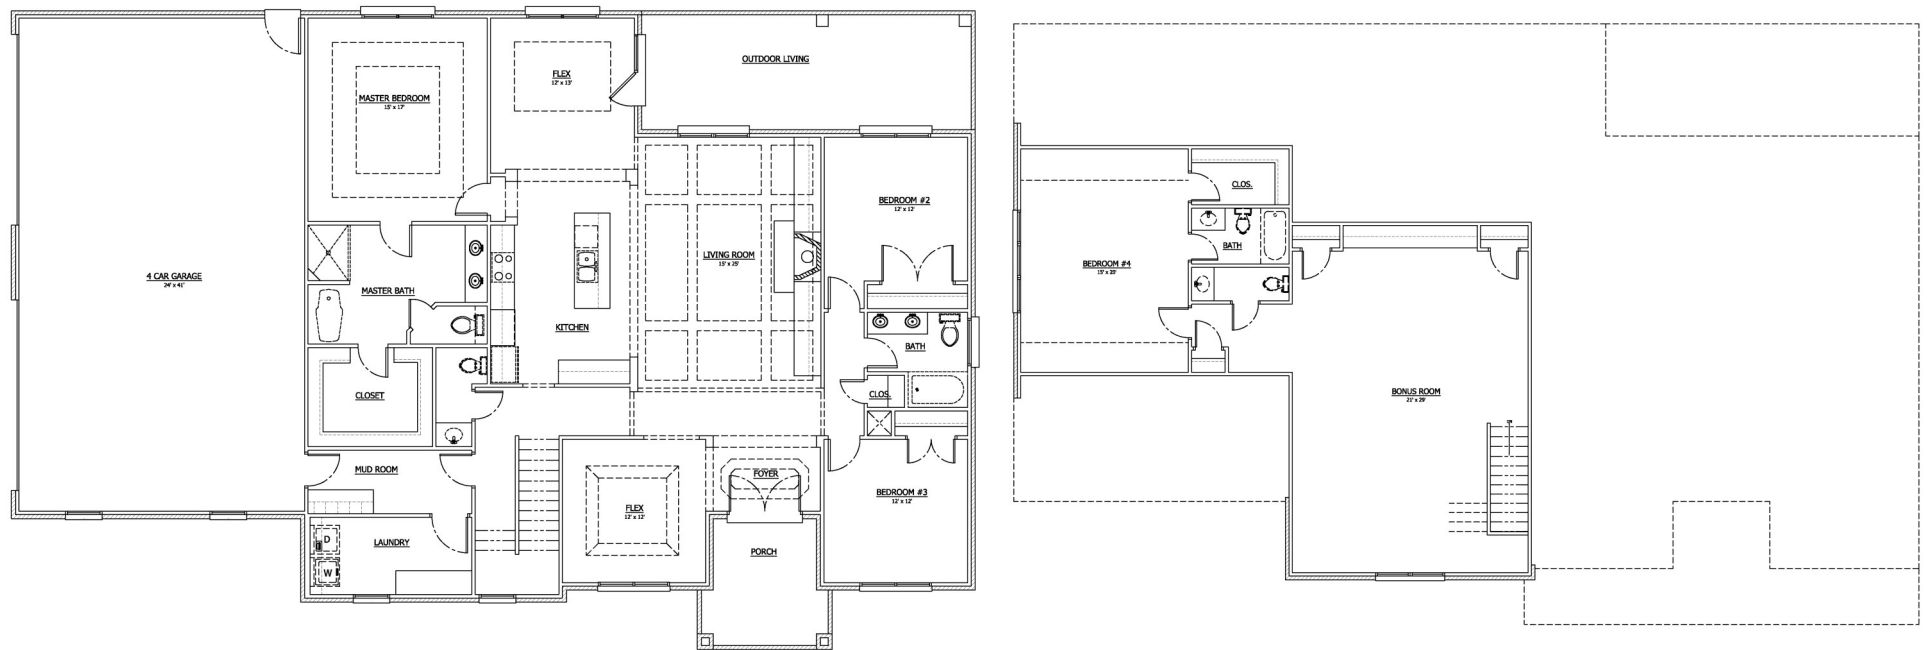 OUTDOOR LIVING
FLEX
12' x 13'
MASTER BEDROOM
15' x 17'
BEDROOM #2
12' x 12'
LIVING ROOM
15' x 25'
4 CAR GARAGE
24' x 41'
MASTER BATH
KITCHEN
BATH
CLOSET
CLOS.
MUD ROOM
FOYER
BEDROOM #3
12' x 12'
FLEX
12' x 12'
D
LAUNDRY
PORCH
W
CLOS.
BATH
BEDROOM #4
15' x 20'
BONUS ROOM
21' x 29'